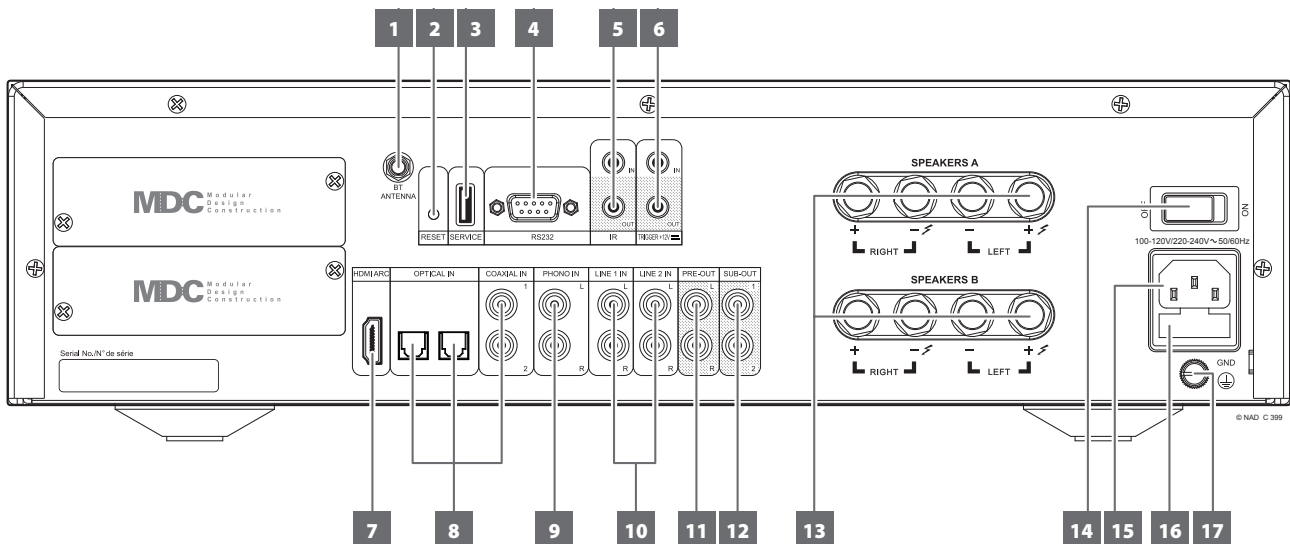 1 2 3 4 5 6
SPEAKERS A
MDC Modular Design Construction
BT ANTENNA
IN IN
OUT OUT
RESET SERVICE RS232 IR TRIGGER +12V
+ - - +
RIGHT LEFT
OFF ON
100-120V/220-240V~50/60Hz
MDC Modular Design Construction
HDMI ARC OPTICAL IN COAXIAL IN PHONO IN LINE 1 IN LINE 2 IN PRE-OUT SUB-OUT
1 L L L L 1
2 R R R R 2
SPEAKERS B
+ - - +
RIGHT LEFT
Serial No./N° de série
GND
© NAD C 399
7 8 9 10 11 12 13 14 15 16 17